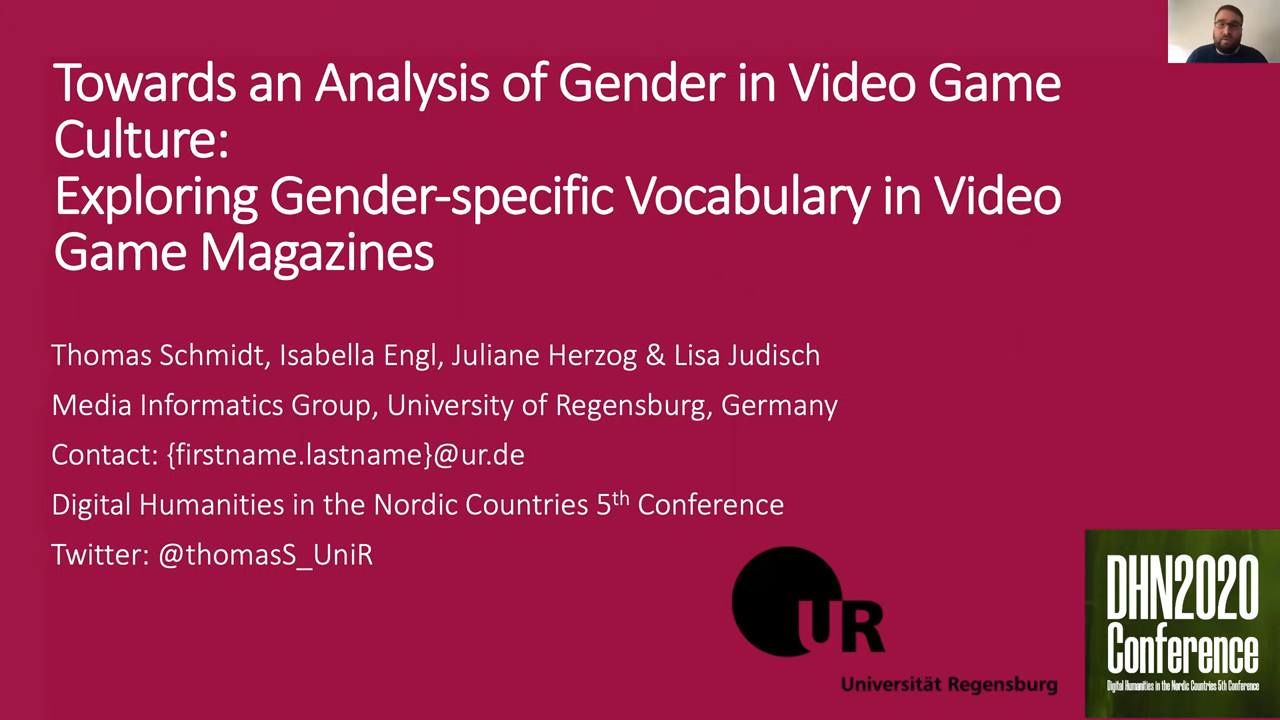 Towards an Analysis of Gender in Video Game
Culture:
Exploring Gender-specific Vocabulary in Video
Game Magazines
Thomas Schmidt, Isabella Engl, Juliane Herzog & Lisa Judisch
Media Informatics Group, University of Regensburg, Germany
Contact: {firstname.lastname}@ur.de
Digital Humanities in the Nordic Countries 5th Conference
Twitter: @thomasS_UniR
UR
Universität Regensburg
DHN2020
Conference
Digital Humanities in the Nordic Countries 5th Conference